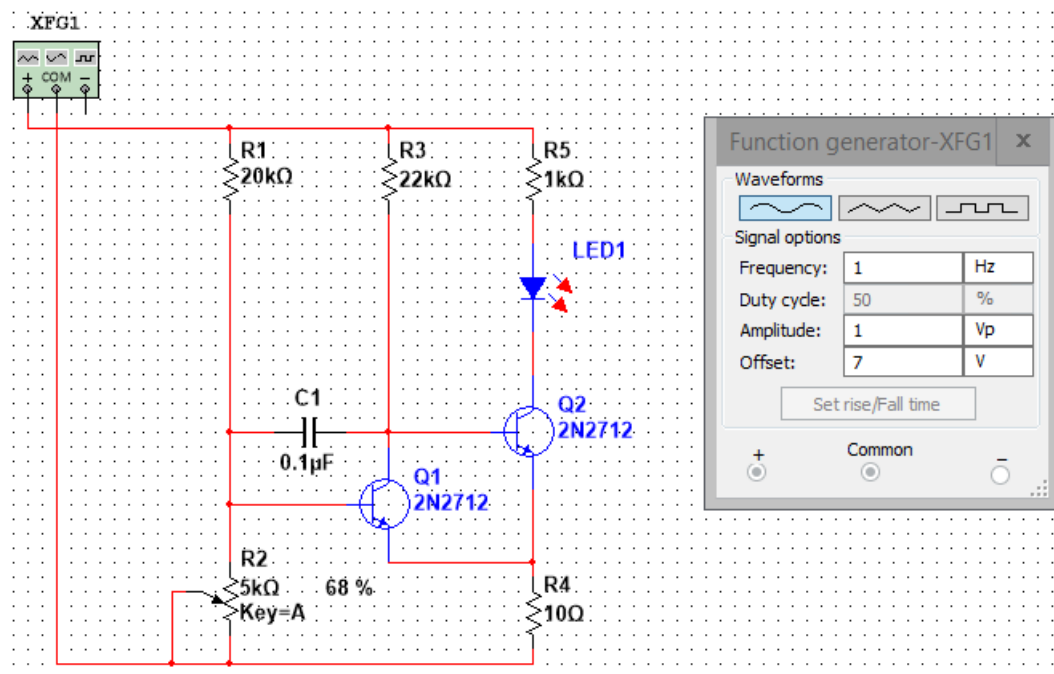 XFG1
+ COM −
R1
20kΩ
R3
22kΩ
R5
1kΩ
LED1
C1
0.1µF
Q2
2N2712
Q1
2N2712
R2
5kΩ 68 %
Key=A
R4
10Ω
Function generator-XFG1 x
Waveforms
Signal options
Frequency: 1 Hz
Duty cycle: 50 %
Amplitude: 1 Vp
Offset: 7 V
Set rise/Fall time
+ Common −